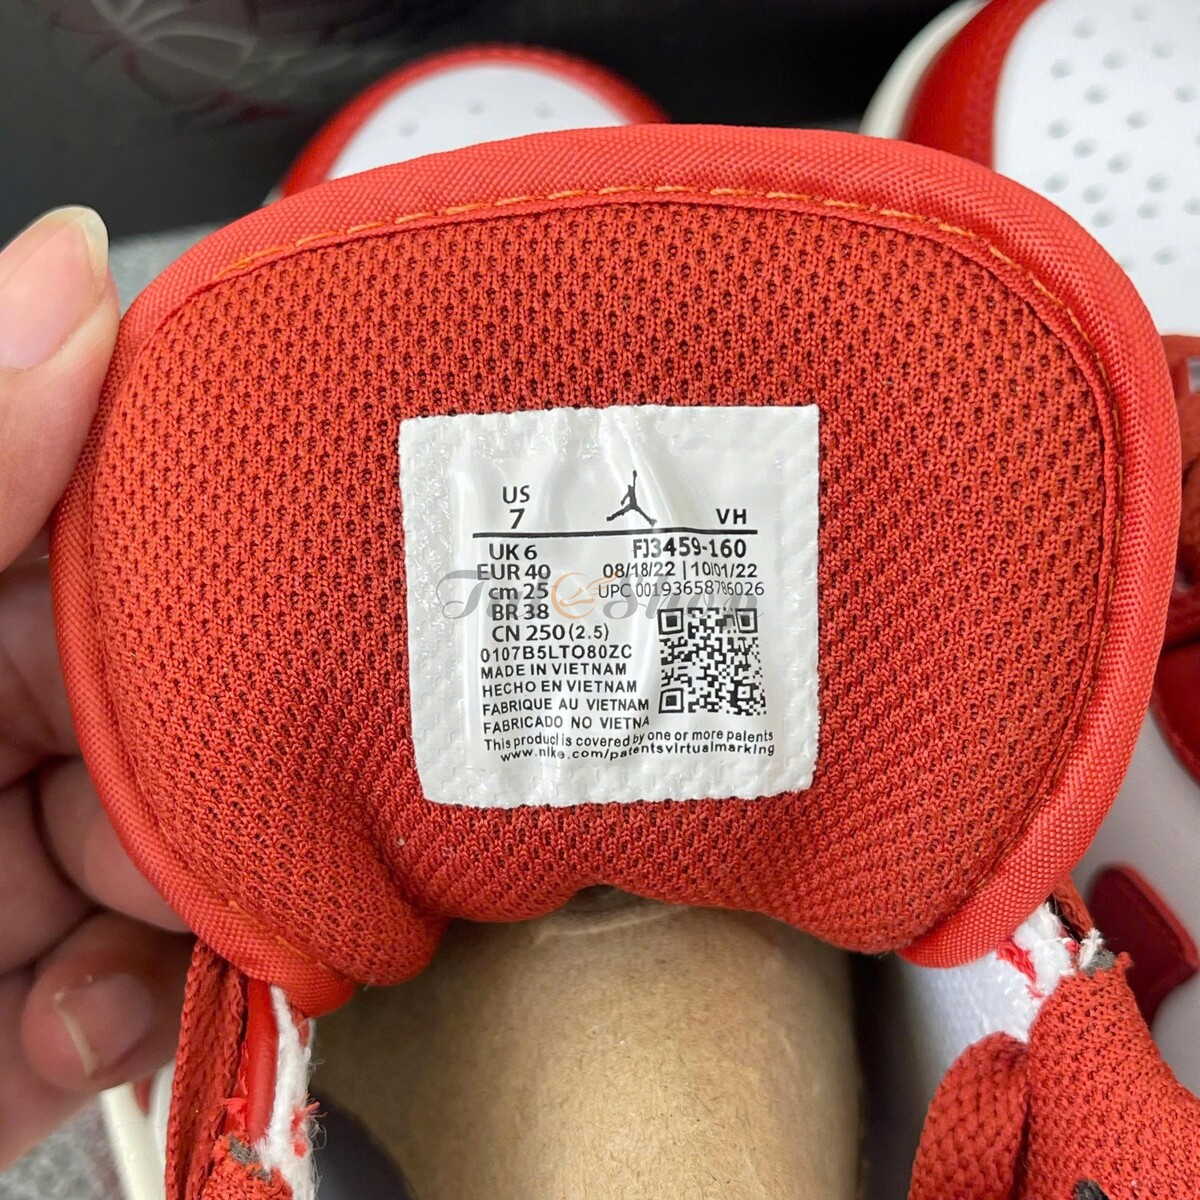 US
7
VH
UK 6
FJ3459-160
EUR 40
08/18/22 | 10/01/22
cm 25
UPC 00193658786026
BR 38
CN 250 (2.5)
0107B5LTO80ZC
MADE IN VIETNAM
HECHO EN VIETNAM
FABRIQUE AU VIETNAM
FABRICADO NO VIETNA
This product is covered by one or more patents
www.nike.com/patentsvirtualmarking